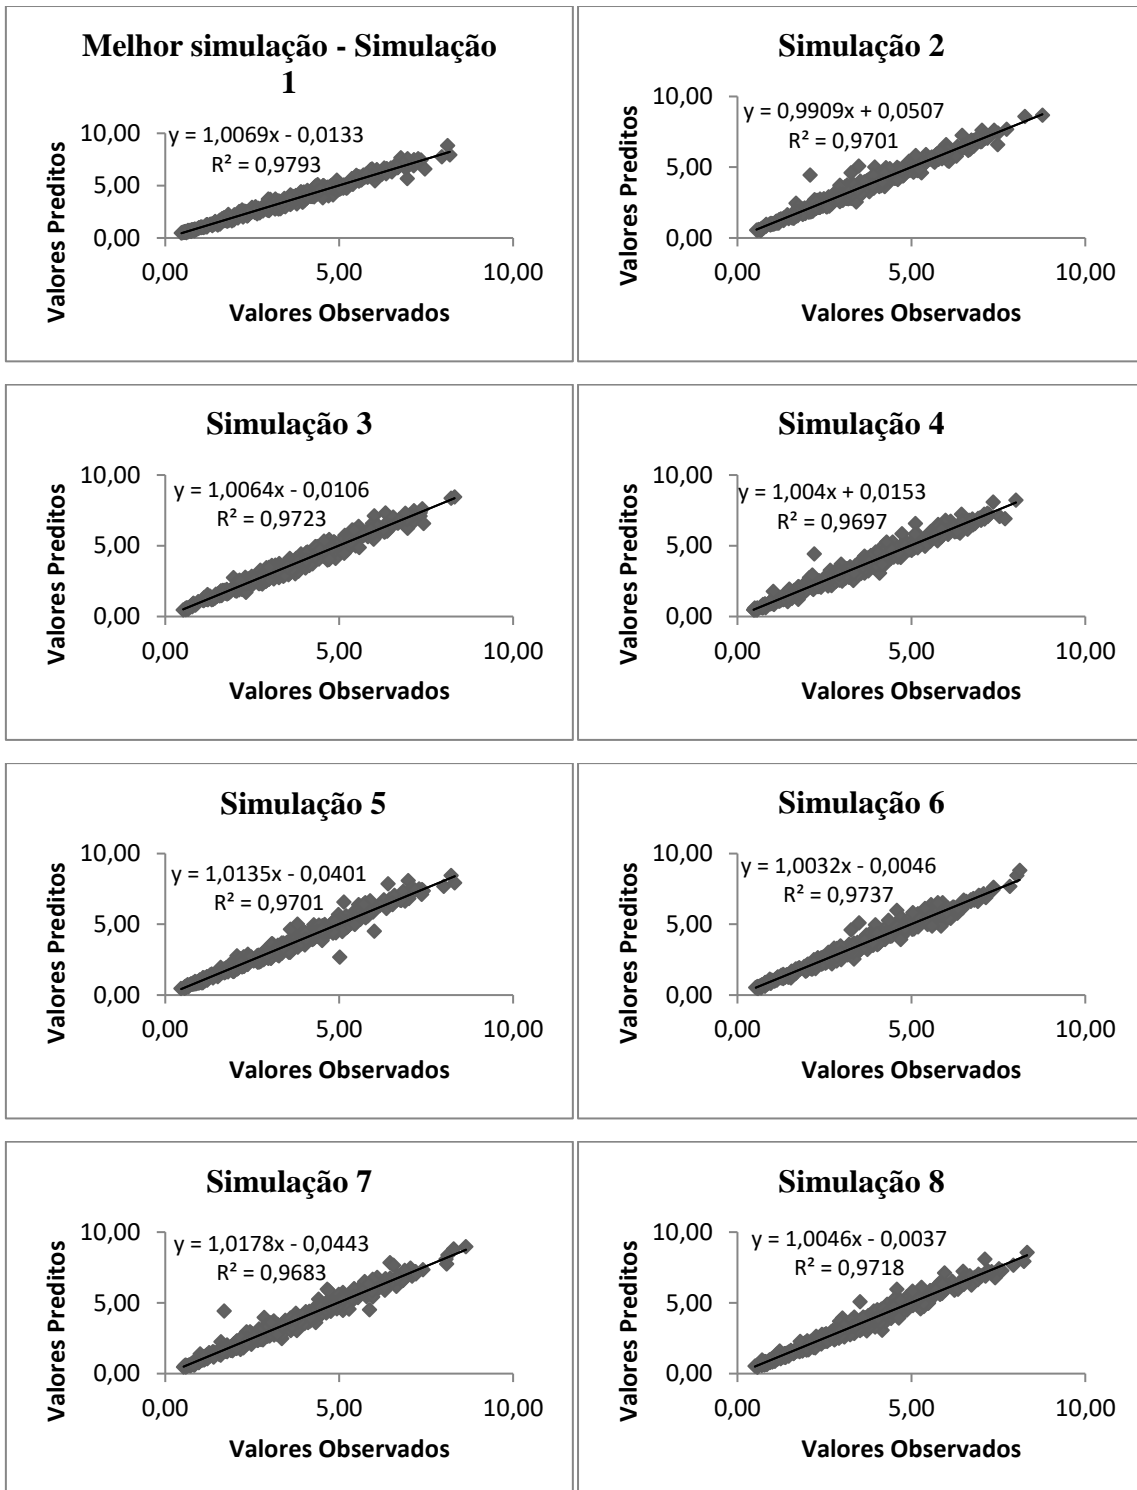 Melhor simulação - Simulação
1
10,00
5,00
0,00
y = 1,0069x - 0,0133
R² = 0,9793
Valores Preditos
0,00 5,00 10,00
Valores Observados
Simulação 2
10,00
5,00
0,00
y = 0,9909x + 0,0507
R² = 0,9701
Valores Preditos
0,00 5,00 10,00
Valores Observados
Simulação 3
10,00
5,00
0,00
y = 1,0064x - 0,0106
R² = 0,9723
Valores Preditos
0,00 5,00 10,00
Valores Observados
Simulação 4
10,00
5,00
0,00
y = 1,004x + 0,0153
R² = 0,9697
Valores Preditos
0,00 5,00 10,00
Valores Observados
Simulação 5
10,00
5,00
0,00
y = 1,0135x - 0,0401
R² = 0,9701
Valores Preditos
0,00 5,00 10,00
Valores Observados
Simulação 6
10,00
5,00
0,00
y = 1,0032x - 0,0046
R² = 0,9737
Valores Preditos
0,00 5,00 10,00
Valores Observados
Simulação 7
10,00
5,00
0,00
y = 1,0178x - 0,0443
R² = 0,9683
Valores Preditos
0,00 5,00 10,00
Valores Observados
Simulação 8
10,00
5,00
0,00
y = 1,0046x - 0,0037
R² = 0,9718
Valores Preditos
0,00 5,00 10,00
Valores Observados